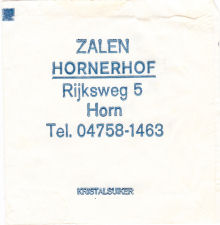 ZALEN
HORNERHOF
Rijksweg 5
Horn
Tel. 04758-1463
KRISTALSUIKER